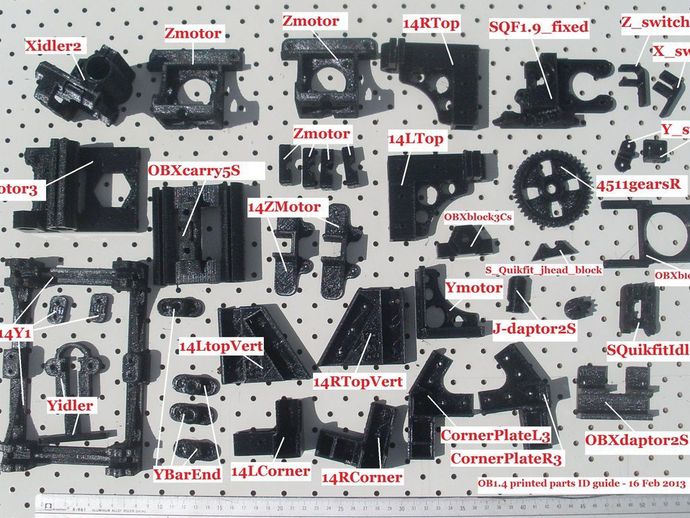 Zmotor
Zmotor
14RTop
SQF1.9_fixed
Z_switch
Xidler2
X_sw
Zmotor
14LTop
Y_s
otor3
OBXcarry5S
4511gearsR
14ZMotor
OBXblock3Cs
S_Quikfit_jhead_block
OBXblo
Ymotor
14Y1
J-daptor2S
14LtopVert
SQuikfitIdl
14RTopVert
Yidler
CornerPlateL3
OBXdaptor2S
CornerPlateR3
YBarEnd
14LCorner
14RCorner
OB1.4 printed parts ID guide - 16 Feb 2013